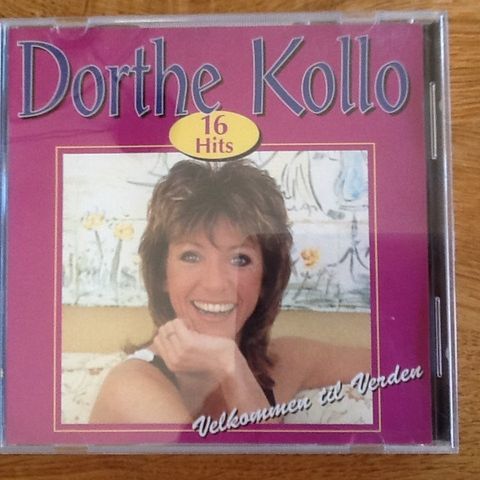 Dorthe Kollo
16
Hits
Velkommen til Verden